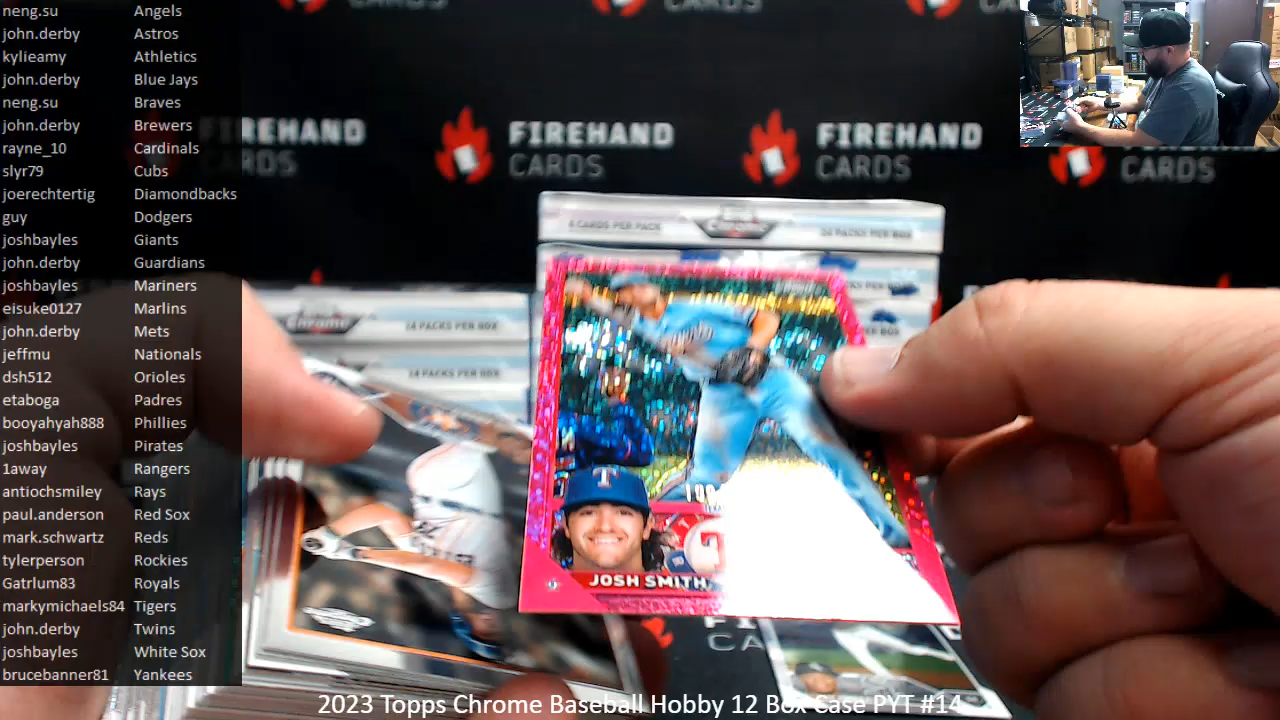 neng.su Angels
john.derby Astros
kylieamy Athletics
john.derby Blue Jays
neng.su Braves
john.derby Brewers
rayne_10 Cardinals
slyr79 Cubs
joerechtertig Diamondbacks
guy Dodgers
joshbayles Giants
john.derby Guardians
joshbayles Mariners
eisuke0127 Marlins
john.derby Mets
jeffmu Nationals
dsh512 Orioles
etaboga Padres
booyahyah888 Phillies
joshbayles Pirates
1away Rangers
antiochsmiley Rays
paul.anderson Red Sox
mark.schwartz Reds
tylerperson Rockies
Gatrlum83 Royals
markymichaels84 Tigers
john.derby Twins
joshbayles White Sox
brucebanner81 Yankees
CARDS
FIREHAND
CARDS
FIREHAND
CARDS
FIREHAND
CARDS
CARDS
Chrome
24 PACKS PER BOX
24 PACKS PER BOX
T
JOSH SMITH
2023 Topps Chrome Baseball Hobby 12 Box Case PYT #14